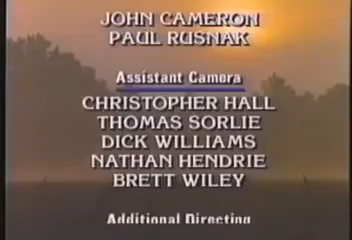 JOHN CAMERON
PAUL RUSNAK
Assistant Camera
CHRISTOPHER HALL
THOMAS SORLIE
DICK WILLIAMS
NATHAN HENDRIE
BRETT WILEY
Additional Directing